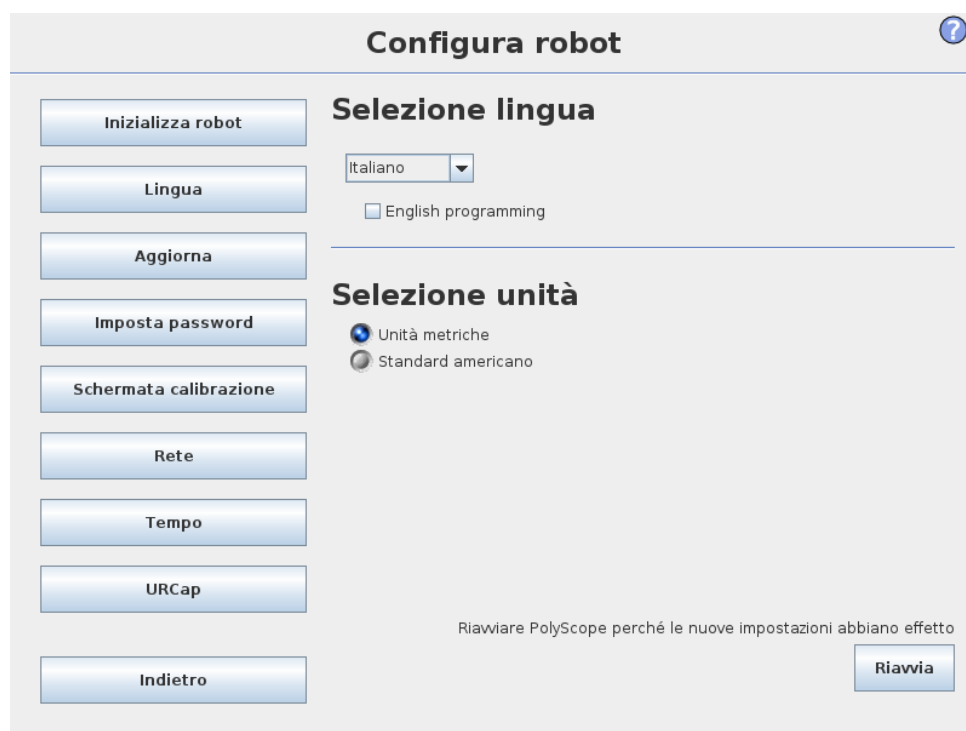 Configura robot
?
Inizializza robot
Lingua
Aggiorna
Imposta password
Schermata calibrazione
Rete
Tempo
URCap
Indietro
Selezione lingua
Italiano
English programming
Selezione unità
Unità metriche
Standard americano
Riavviare PolyScope perché le nuove impostazioni abbiano effetto
Riavvia